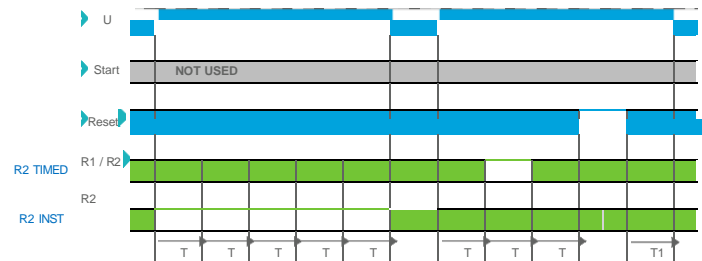 U
Start
NOT USED
Reset
R1 / R2
R2 TIMED
R2
R2 INST
T T T T T T T T T1